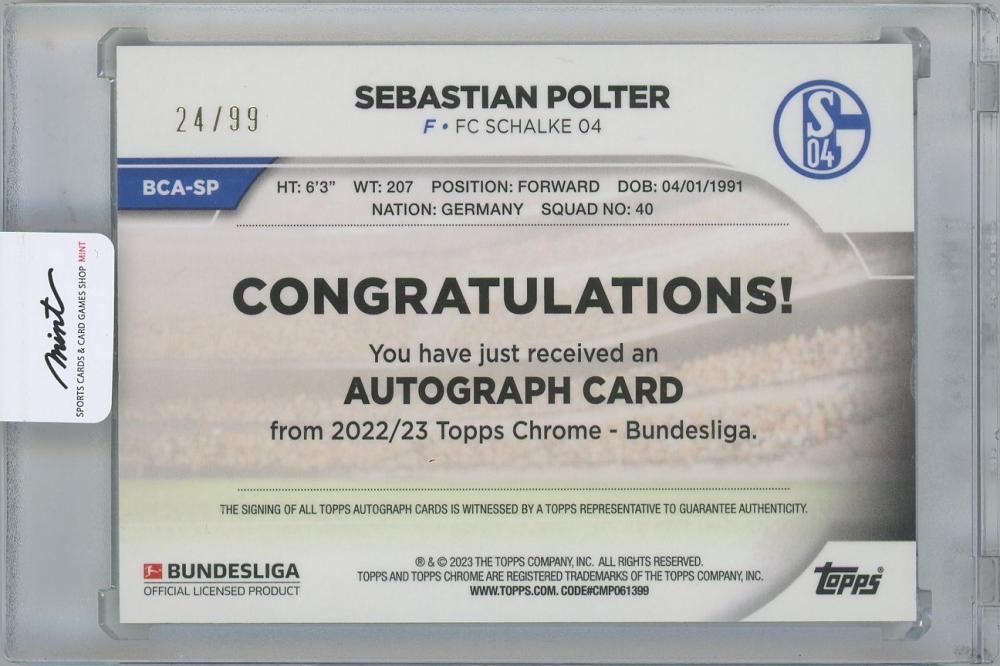 24/99
SEBASTIAN POLTER
F • FC SCHALKE 04
S
04
BCA-SP
HT: 6'3" WT: 207 POSITION: FORWARD DOB: 04/01/1991
NATION: GERMANY SQUAD NO: 40
mint
SPORTS CARDS & CARD GAMES SHOP MINT
CONGRATULATIONS!
You have just received an
AUTOGRAPH CARD
from 2022/23 Topps Chrome - Bundesliga.
THE SIGNING OF ALL TOPPS AUTOGRAPH CARDS IS WITNESSED BY A TOPPS REPRESENTATIVE TO GUARANTEE AUTHENTICITY.
BUNDESLIGA
OFFICIAL LICENSED PRODUCT
® & © 2023 THE TOPPS COMPANY, INC. ALL RIGHTS RESERVED.
TOPPS AND TOPPS CHROME ARE REGISTERED TRADEMARKS OF THE TOPPS COMPANY, INC.
WWW.TOPPS.COM. CODE#CMP061399
TOPPS®